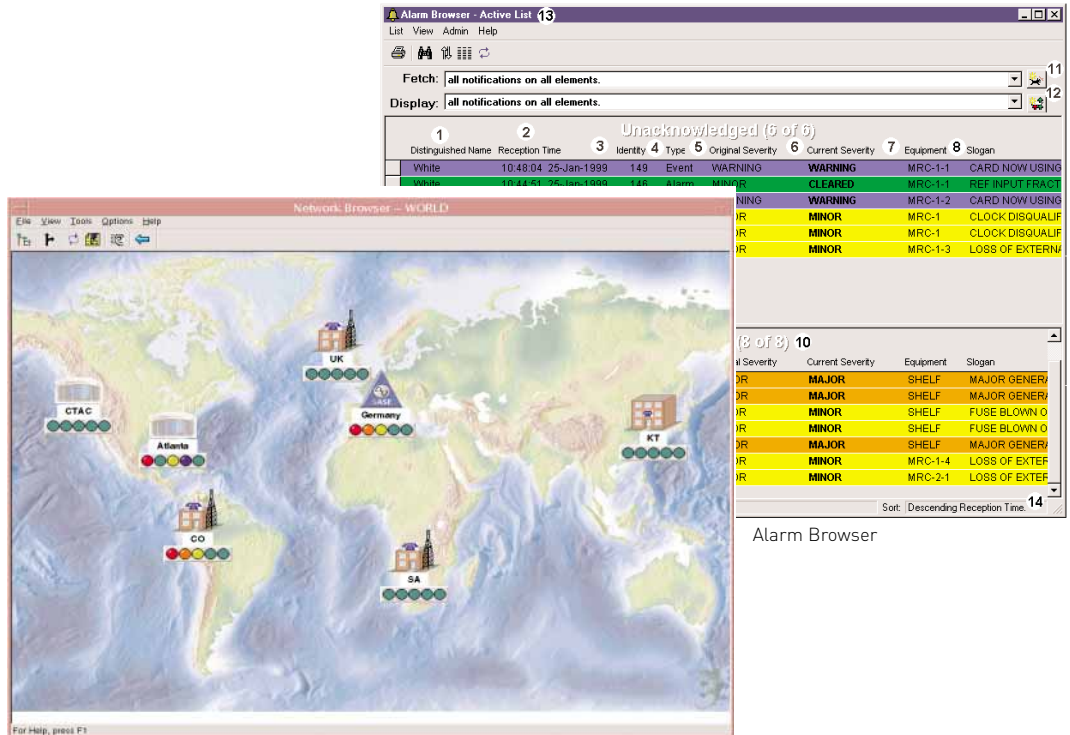 Alarm Browser - Active List 13
List View Admin Help
Fetch: all notifications on all elements. 11
Display: all notifications on all elements. 12
Unacknowledged (6 of 6)
1 2 3 4 5 6 7 8
Distinguished Name Reception Time Identity Type Original Severity Current Severity Equipment Slogan
White 10:48:04 25-Jan-1999 149 Event WARNING WARNING MRC-1-1 CARD NOW USING
White 10:44:51 25-Jan-1999 146 Alarm MINOR CLEARED MRC-1-1 REF INPUT FRACT
NING WARNING MRC-1-2 CARD NOW USING
OR MINOR MRC-1 CLOCK DISQUALIF
OR MINOR MRC-1 CLOCK DISQUALIF
OR MINOR MRC-1-3 LOSS OF EXTERNA
(8 of 8) 10
al Severity Current Severity Equipment Slogan
OR MAJOR SHELF MAJOR GENERA
OR MAJOR SHELF MAJOR GENERA
OR MINOR SHELF FUSE BLOWN O
OR MINOR SHELF FUSE BLOWN O
OR MAJOR SHELF MAJOR GENERA
OR MINOR MRC-1-4 LOSS OF EXTER
OR MINOR MRC-2-1 LOSS OF EXTER
Sort: Descending Reception Time. 14
Alarm Browser
Network Browser – WORLD
File View Tools Options Help
UK
CTAC
SASE
Germany
Atlanta
KT
CO
SA
For Help, press F1